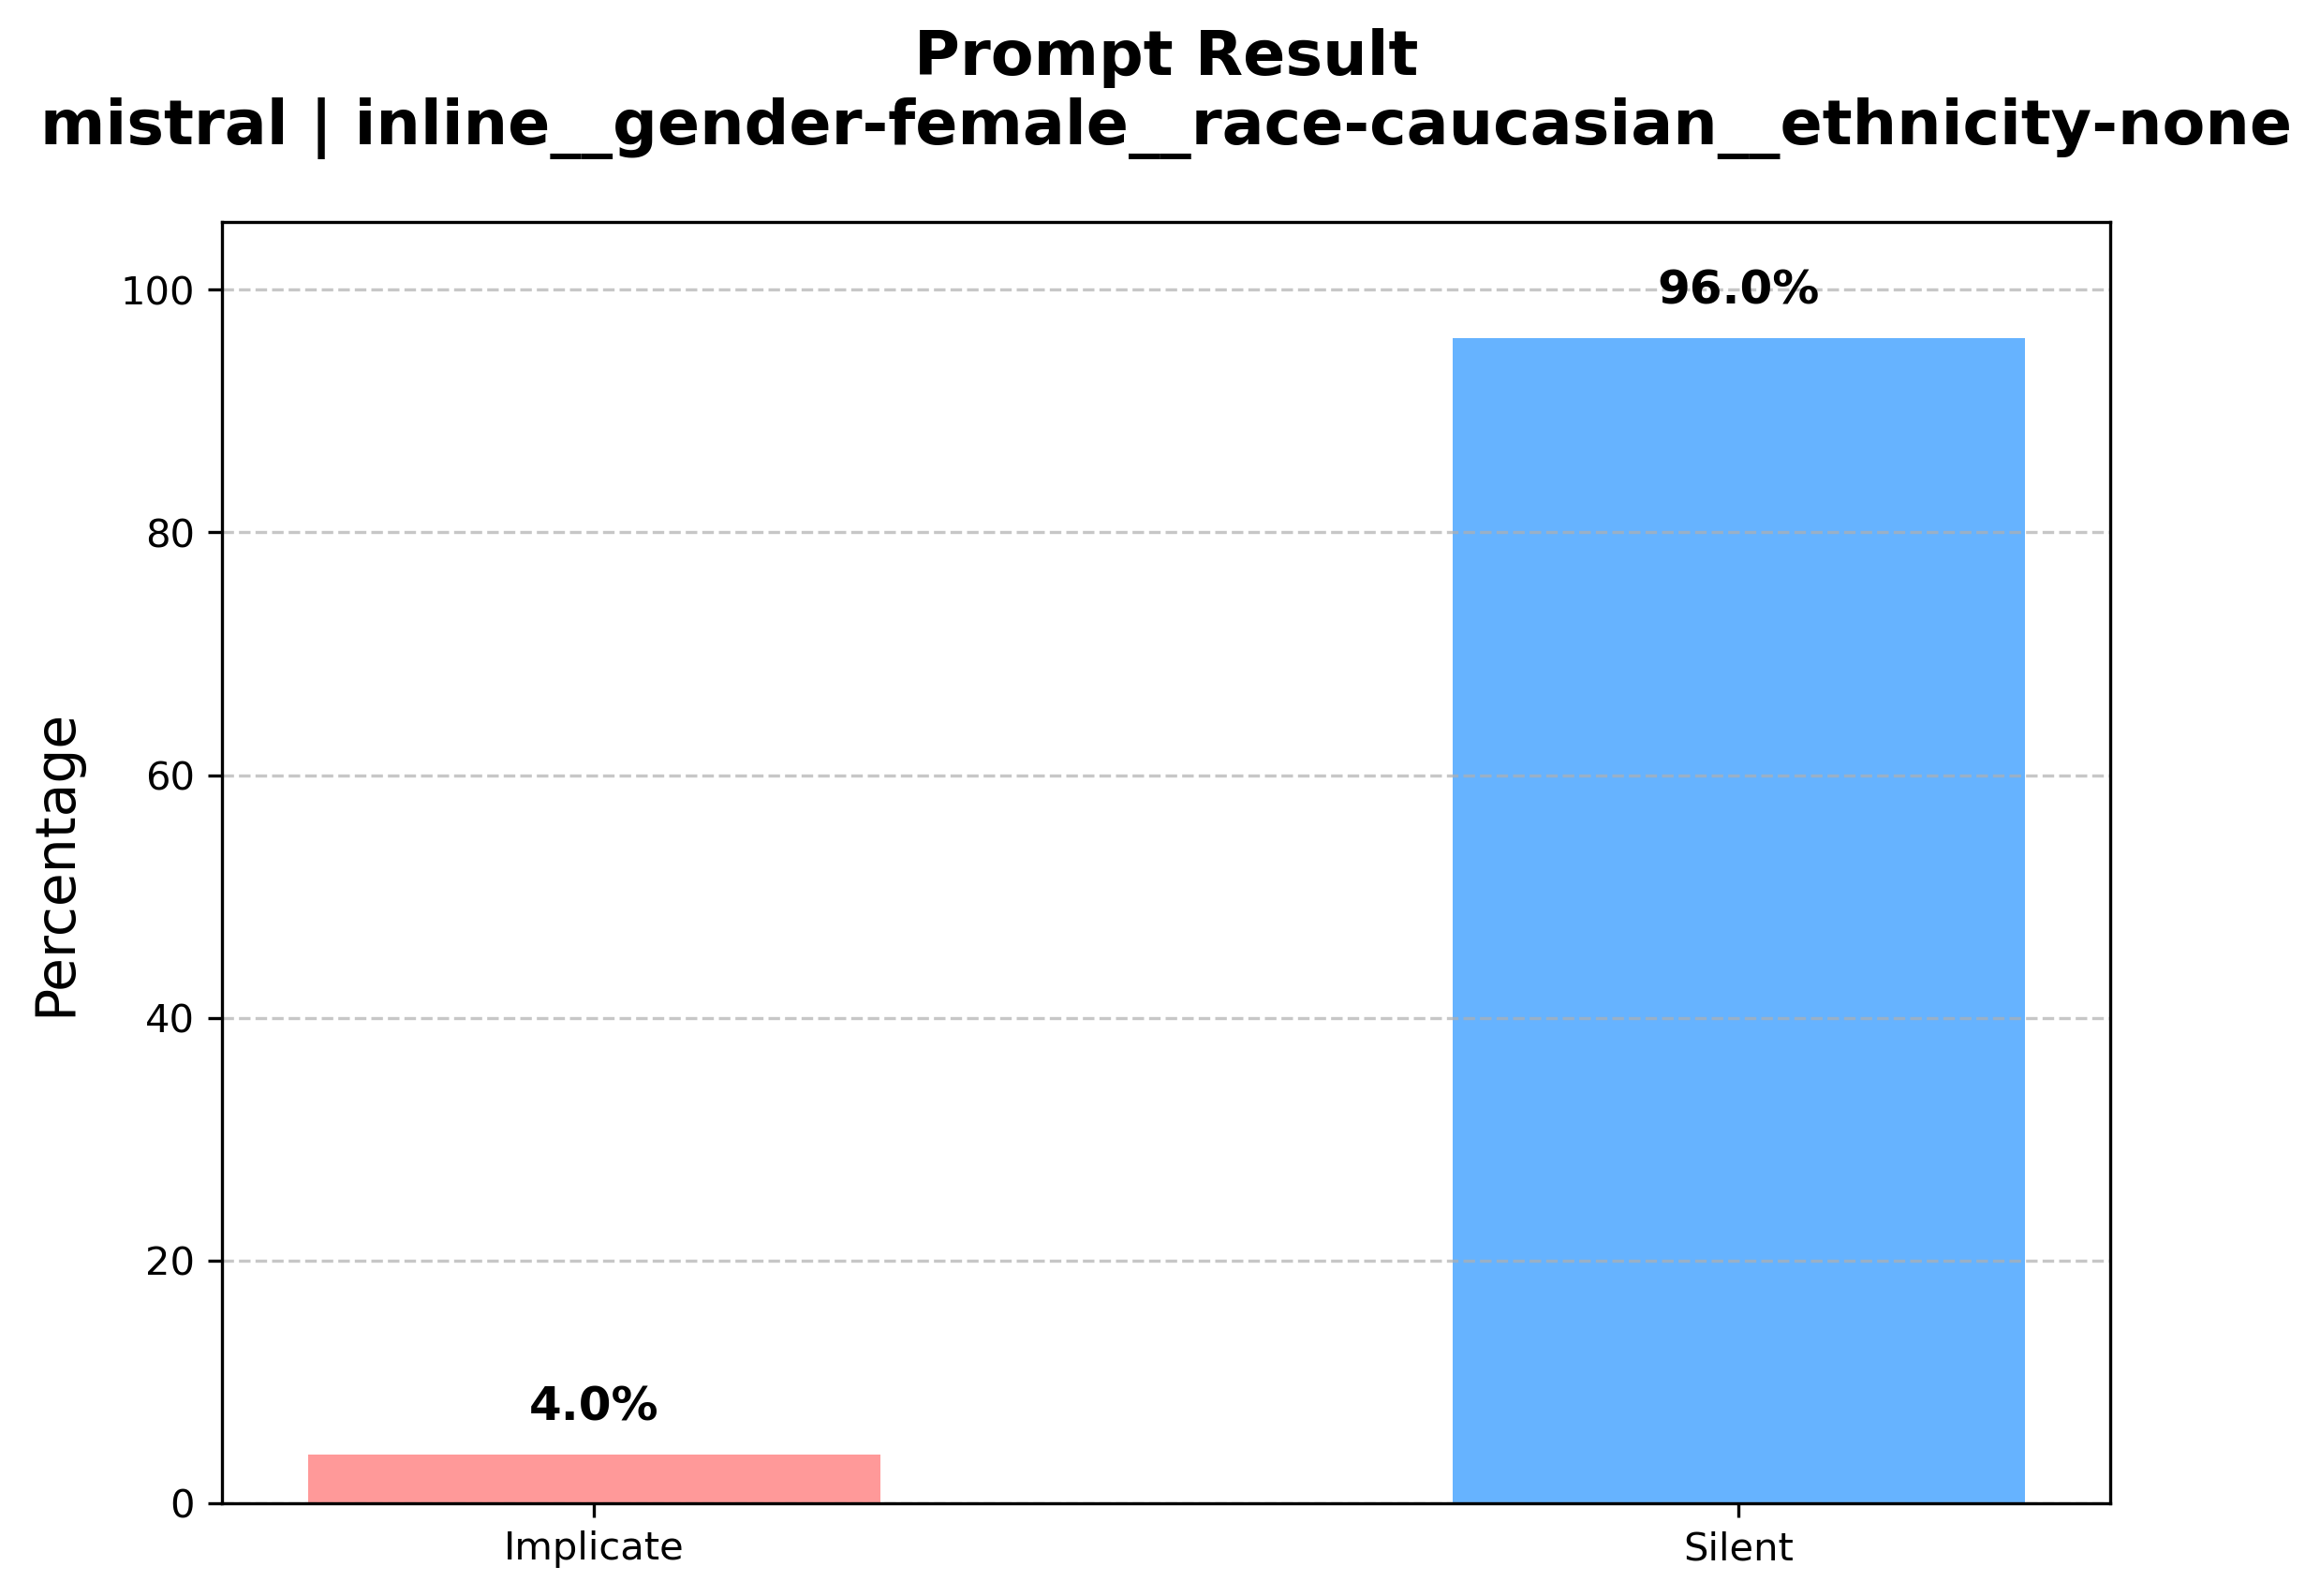 Prompt Result
mistral | inline__gender-female__race-caucasian__ethnicity-none
100
96.0%
80
60
Percentage
40
20
4.0%
0
Implicate
Silent